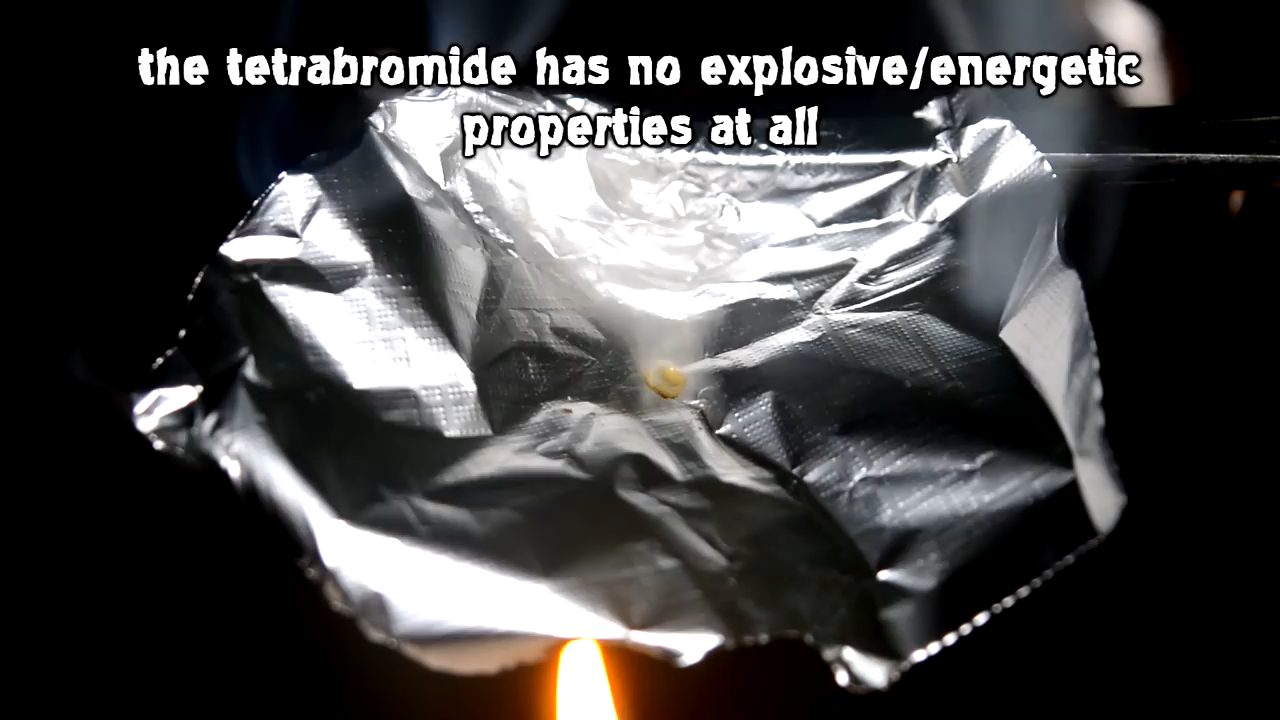 the tetrabromide has no explosive/energetic
properties at all